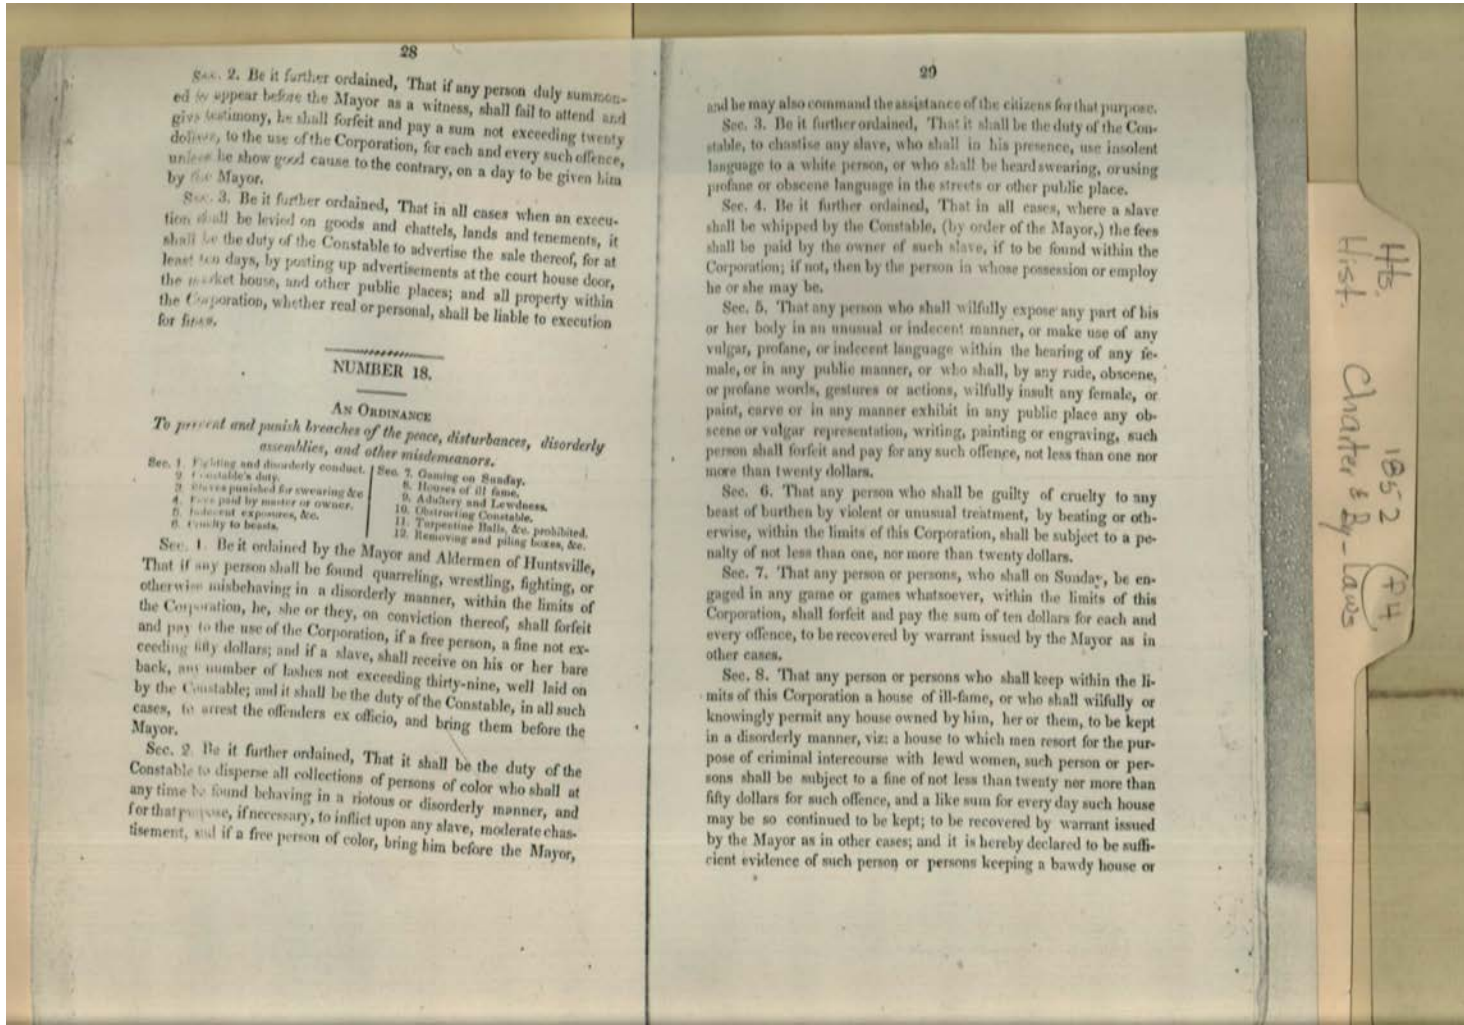 28
Sec. 2. Be it further ordained, That if any person duly summon-
ed to appear before the Mayor as a witness, shall fail to attend and
give testimony, he shall forfeit and pay a sum not exceeding twenty
dollars, to the use of the Corporation, for each and every such offence,
unless he show good cause to the contrary, on a day to be given him
by the Mayor.
Sec. 3. Be it further ordained, That in all cases when an execu-
tion shall be levied on goods and chattels, lands and tenements, it
shall be the duty of the Constable to advertise the sale thereof, for at
least ten days, by posting up advertisements at the court house door,
the market house, and other public places; and all property within
the Corporation, whether real or personal, shall be liable to execution
for fines.
NUMBER 18.
AN ORDINANCE
To prevent and punish breaches of the peace, disturbances, disorderly
assemblies, and other misdemeanors.
Sec. 1. Fighting and disorderly conduct.
2. Constable's duty.
3. Slaves punished for swearing &c
4. Fees paid by master or owner.
5. Indecent exposures, &c.
6. Cruelty to beasts.
Sec. 7. Gaming on Sunday.
8. Houses of ill fame.
9. Adultery and Lewdness.
10. Obstructing Constable.
11. Turpentine Balls, &c. prohibited.
12. Removing and piling boxes, &c.
Sec. 1. Be it ordained by the Mayor and Aldermen of Huntsville,
That if any person shall be found quarreling, wrestling, fighting, or
otherwise misbehaving in a disorderly manner, within the limits of
the Corporation, he, she or they, on conviction thereof, shall forfeit
and pay to the use of the Corporation, if a free person, a fine not ex-
ceeding fifty dollars; and if a slave, shall receive on his or her bare
back, any number of lashes not exceeding thirty-nine, well laid on
by the Constable; and it shall be the duty of the Constable, in all such
cases, to arrest the offenders ex officio, and bring them before the
Mayor.
Sec. 2. Be it further ordained, That it shall be the duty of the
Constable to disperse all collections of persons of color who shall at
any time be found behaving in a riotous or disorderly manner, and
for that purpose, if necessary, to inflict upon any slave, moderate chas-
tisement, and if a free person of color, bring him before the Mayor,
29
and he may also command the assistance of the citizens for that purpose.
Sec. 3. Be it further ordained, That it shall be the duty of the Con-
stable, to chastise any slave, who shall in his presence, use insolent
language to a white person, or who shall be heard swearing, or using
profane or obscene language in the streets or other public place.
Sec. 4. Be it further ordained, That in all cases, where a slave
shall be whipped by the Constable, (by order of the Mayor,) the fees
shall be paid by the owner of such slave, if to be found within the
Corporation; if not, then by the person in whose possession or employ
he or she may be.
Sec. 5. That any person who shall wilfully expose any part of his
or her body in an unusual or indecent manner, or make use of any
vulgar, profane, or indecent language within the hearing of any fe-
male, or in any public manner, or who shall, by any rude, obscene,
or profane words, gestures or actions, wilfully insult any female, or
paint, carve or in any manner exhibit in any public place any ob-
scene or vulgar representation, writing, painting or engraving, such
person shall forfeit and pay for any such offence, not less than one nor
more than twenty dollars.
Sec. 6. That any person who shall be guilty of cruelty to any
beast of burthen by violent or unusual treatment, by beating or oth-
erwise, within the limits of this Corporation, shall be subject to a pe-
nalty of not less than one, nor more than twenty dollars.
Sec. 7. That any person or persons, who shall on Sunday, be en-
gaged in any game or games whatsoever, within the limits of this
Corporation, shall forfeit and pay the sum of ten dollars for each and
every offence, to be recovered by warrant issued by the Mayor as in
other cases.
Sec. 8. That any person or persons who shall keep within the li-
mits of this Corporation a house of ill-fame, or who shall wilfully or
knowingly permit any house owned by him, her or them, to be kept
in a disorderly manner, viz: a house to which men resort for the pur-
pose of criminal intercourse with lewd women, such person or per-
sons shall be subject to a fine of not less than twenty nor more than
fifty dollars for such offence, and a like sum for every day such house
may be so continued to be kept; to be recovered by warrant issued
by the Mayor as in other cases; and it is hereby declared to be suffi-
cient evidence of such person or persons keeping a bawdy house or
Hist. Charter & By-Laws
1852 PH.